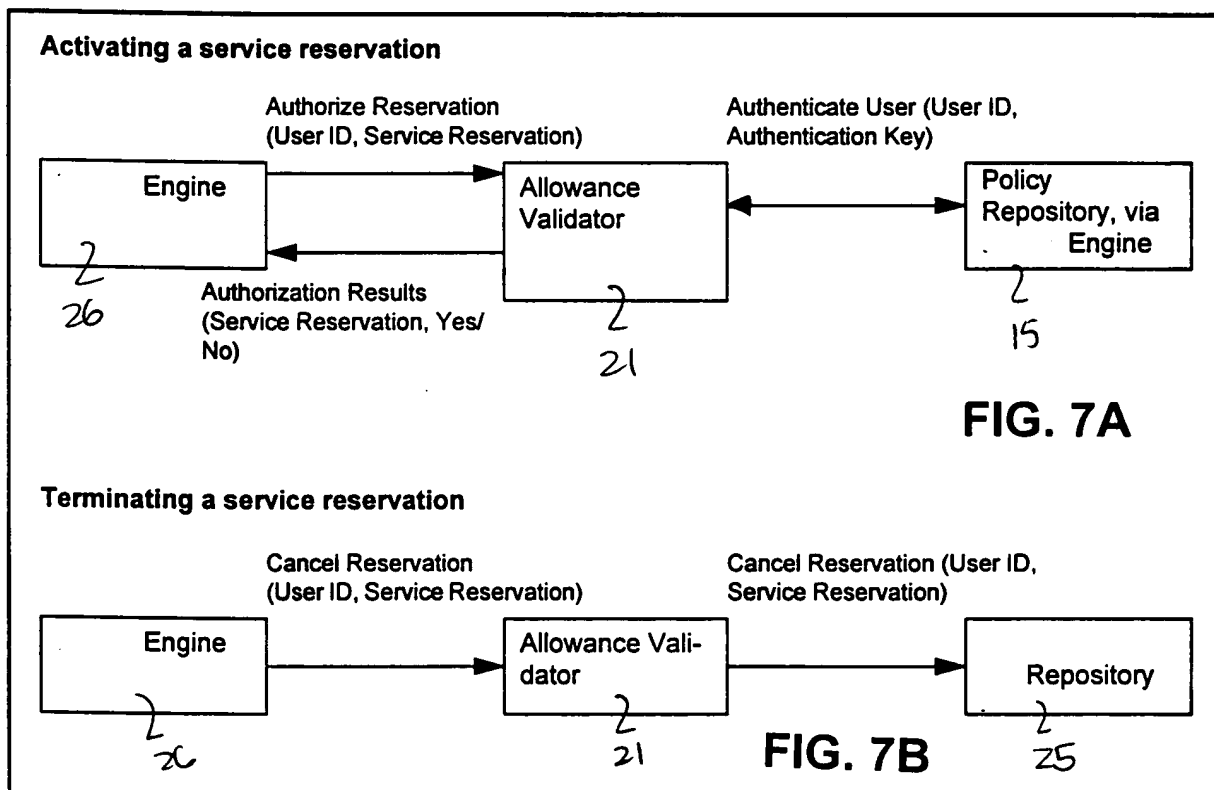 Activating a service reservation
Authorize Reservation
(User ID, Service Reservation)
Authenticate User (User ID,
Authentication Key)
Engine
Allowance
Validator
Policy
Repository, via
Engine
26
Authorization Results
(Service Reservation, Yes/
No)
21
15
FIG. 7A
Terminating a service reservation
Cancel Reservation
(User ID, Service Reservation)
Cancel Reservation (User ID,
Service Reservation)
Engine
Allowance Vali-
dator
Repository
26
21
FIG. 7B
25